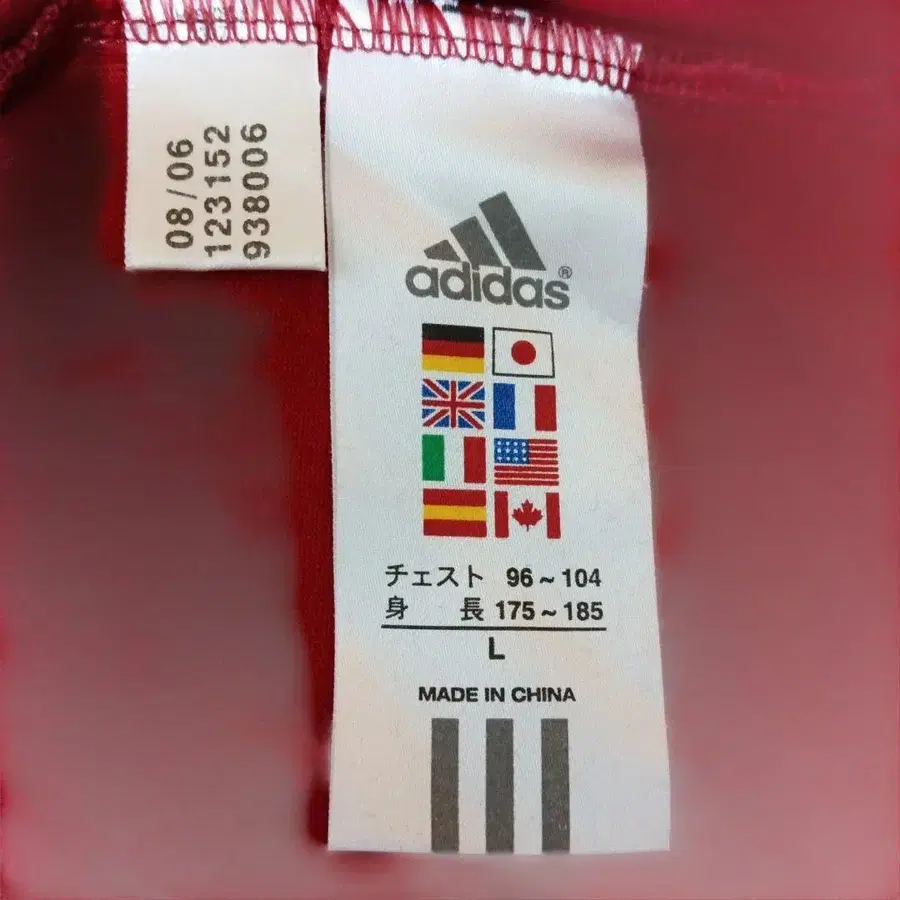 08/06
123152
938006
adidas®
チェスト 96~104
身 長 175~185
L
MADE IN CHINA